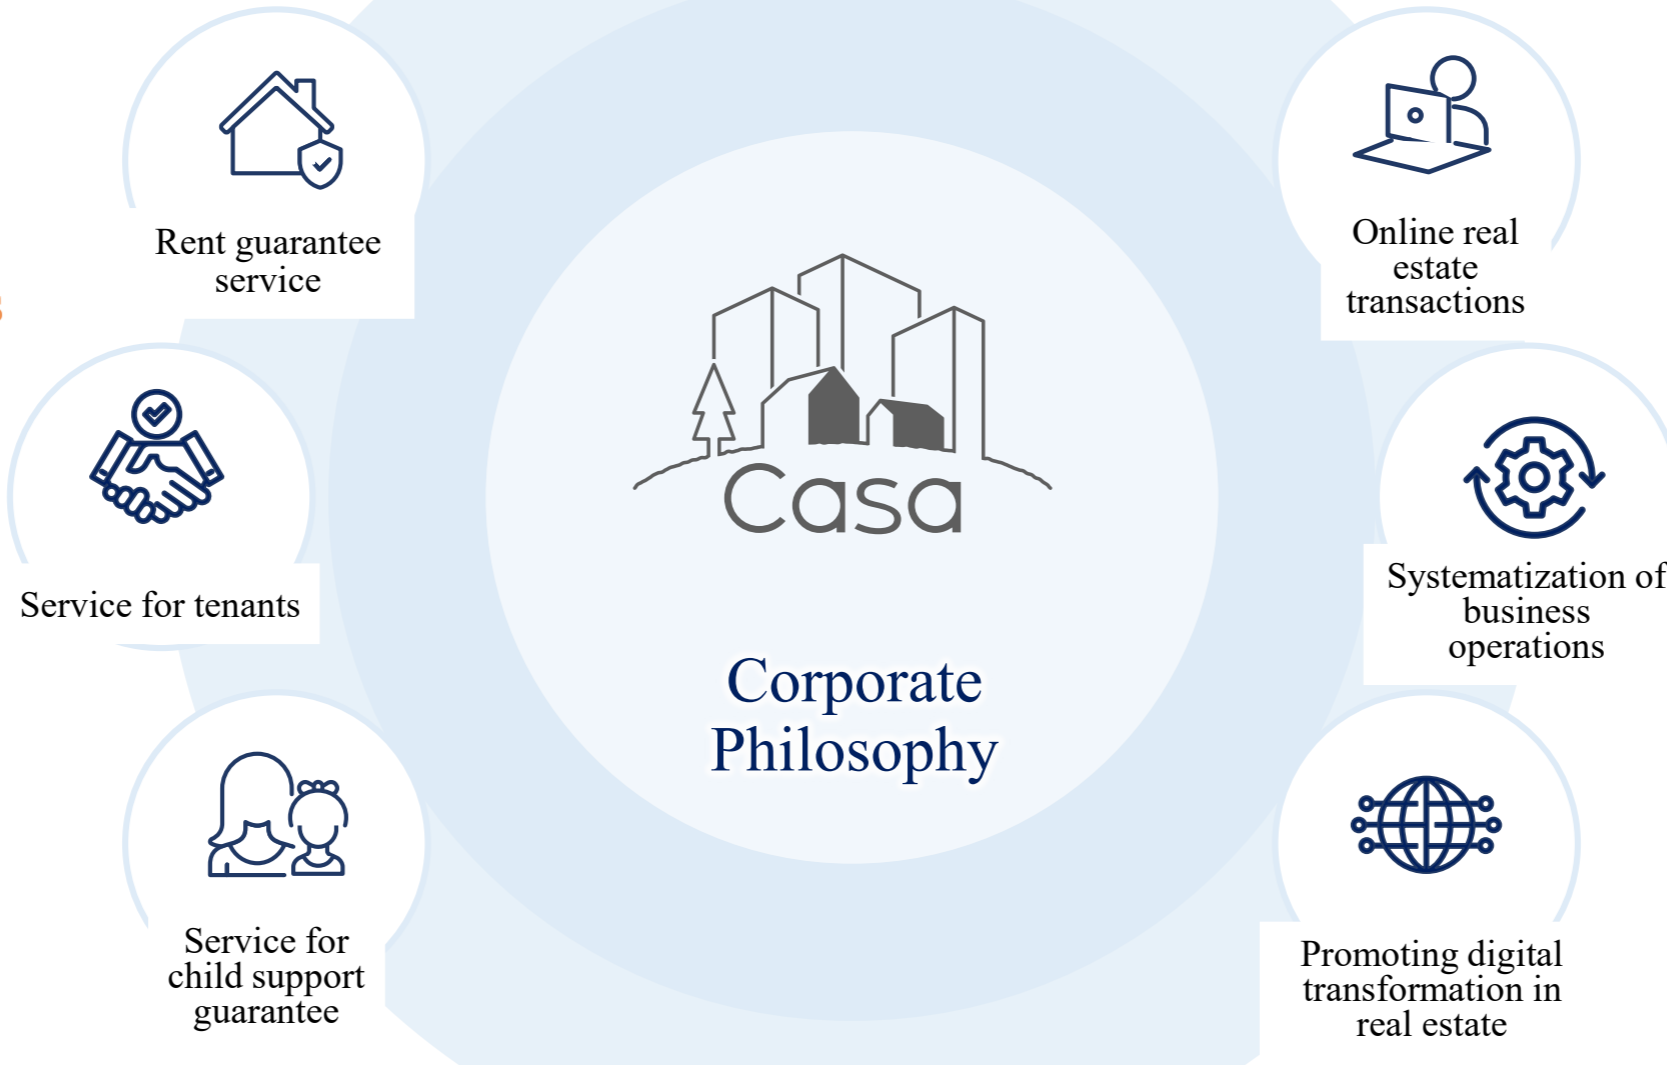 Rent guarantee
service
Service for tenants
Service for
child support
guarantee
Casa
Corporate
Philosophy
Online real
estate
transactions
Systematization of
business
operations
Promoting digital
transformation in
real estate